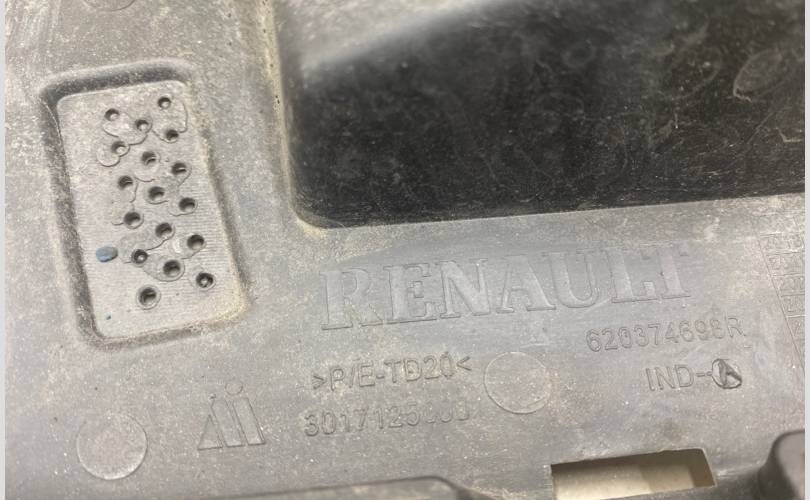 RENAULT
620374698R
>P/E-TD20<
IND-A